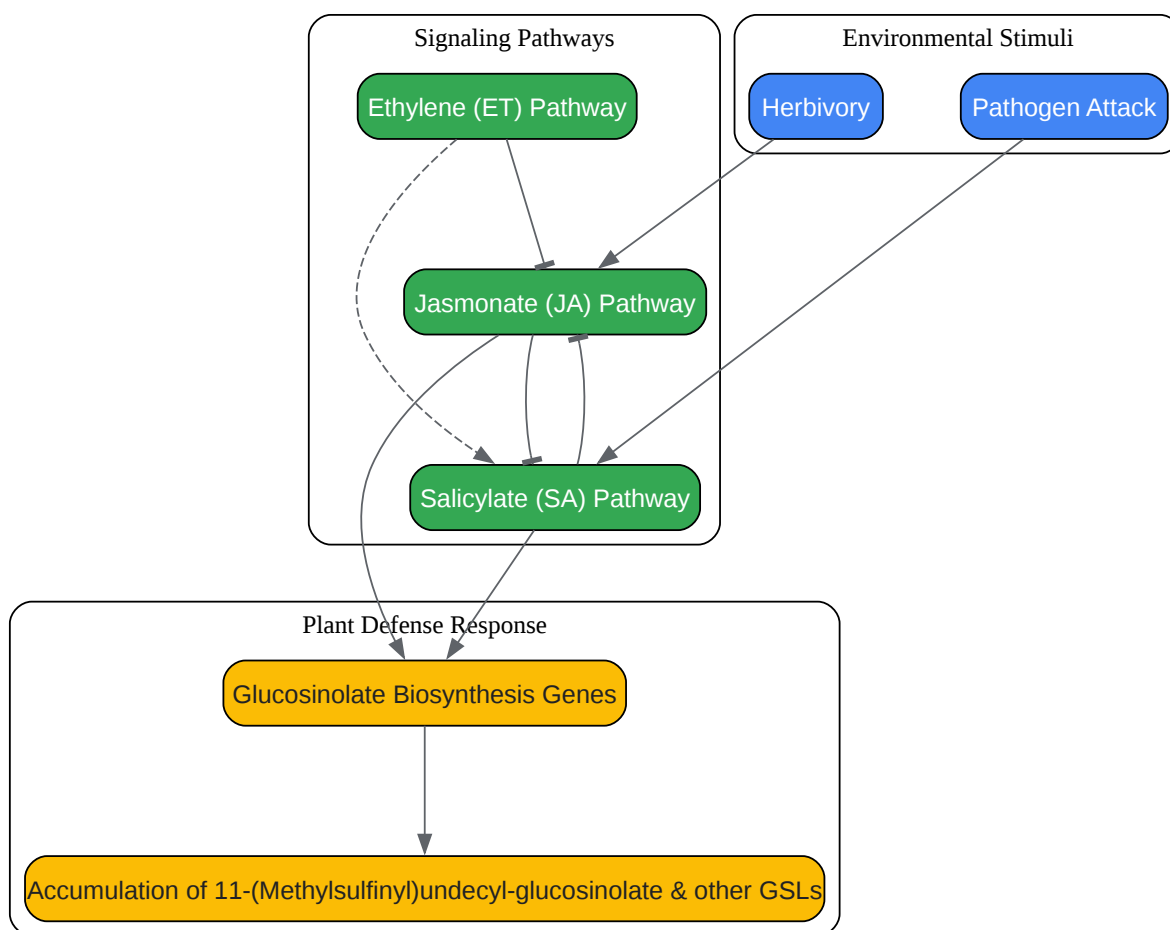 Signaling Pathways
Environmental Stimuli
Ethylene (ET) Pathway
Herbivory
Pathogen Attack
Jasmonate (JA) Pathway
Salicylate (SA) Pathway
Plant Defense Response
Glucosinolate Biosynthesis Genes
Accumulation of 11-(Methylsulfinyl)undecyl-glucosinolate & other GSLs